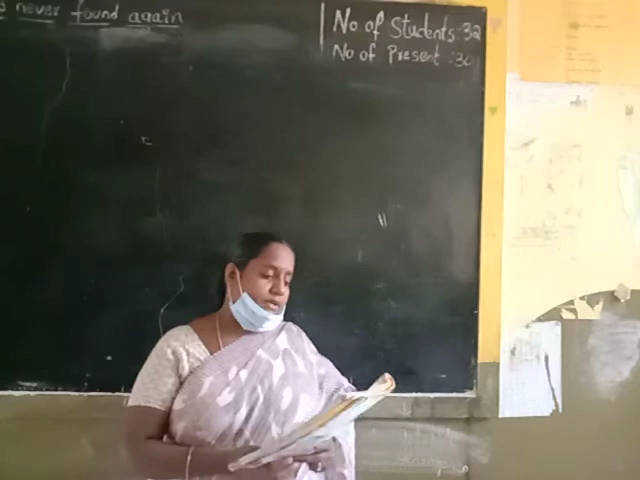 never found again
No of Students : 32
No of Present : 30